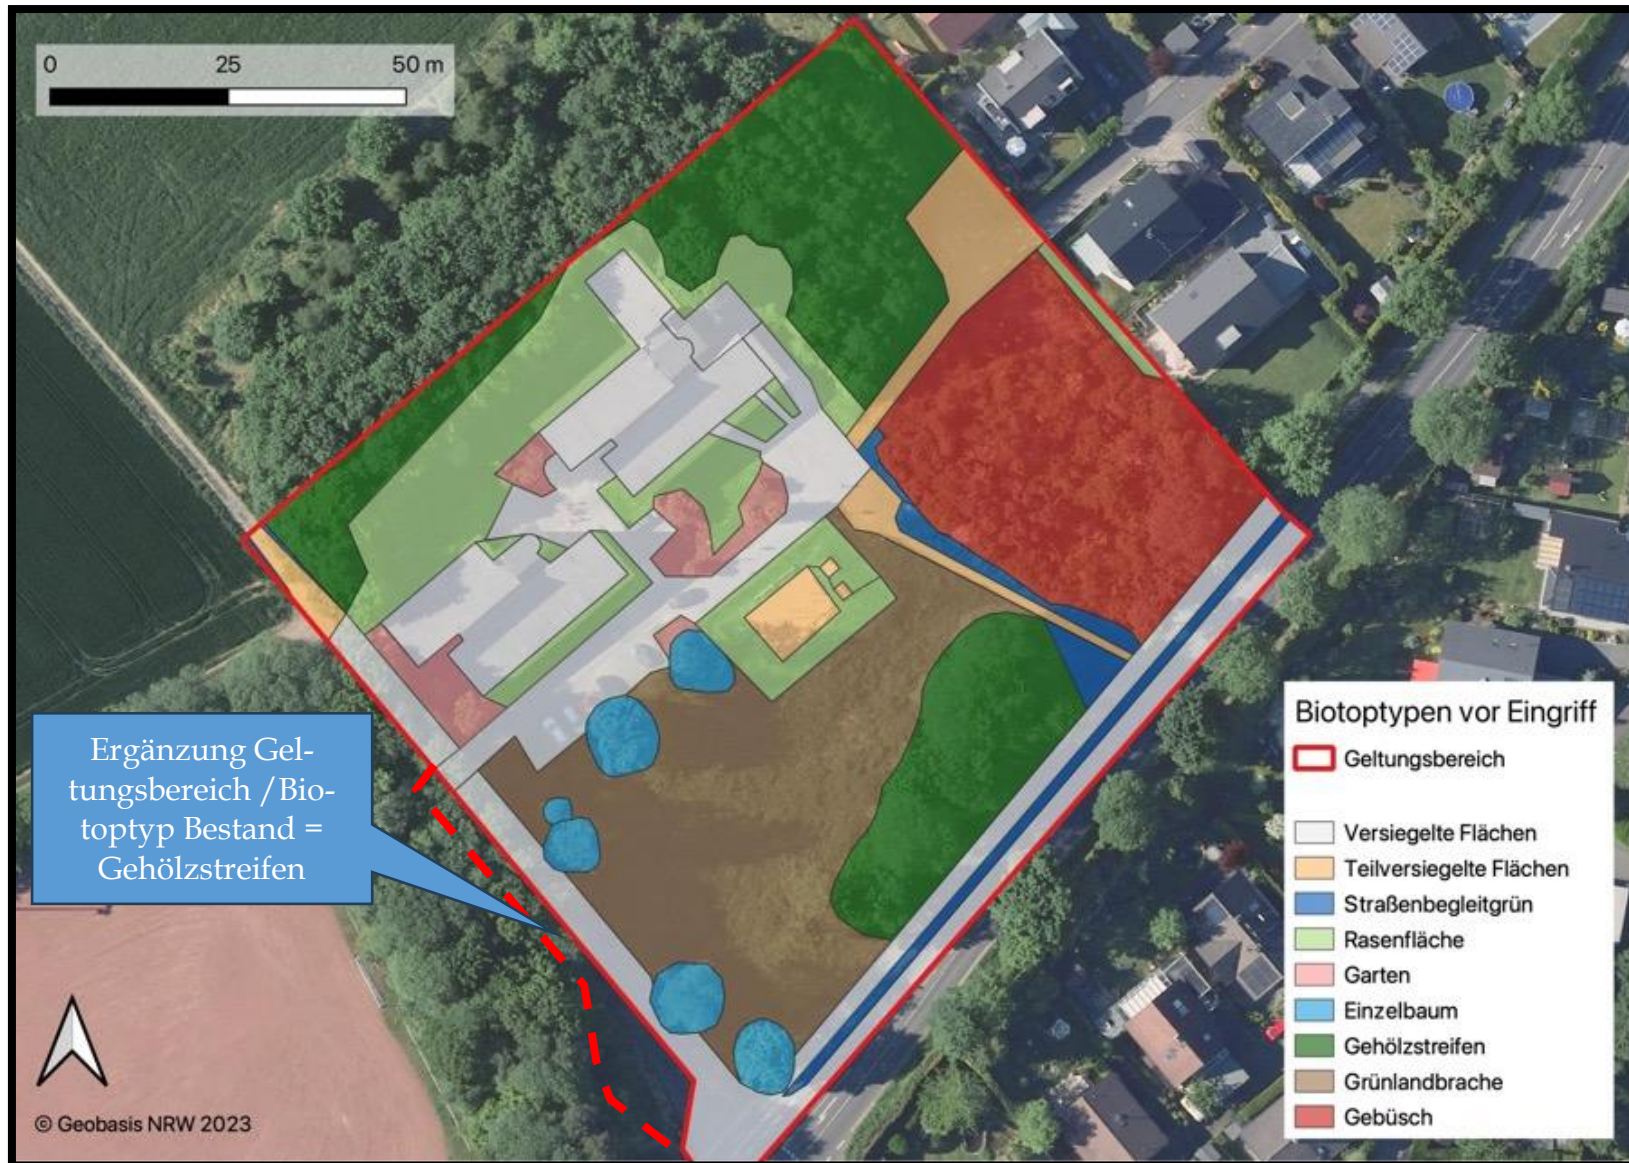 0 25 50 m
Ergänzung Gel-
tungsbereich /Bio-
toptyp Bestand =
Gehölzstreifen
Biotoptypen vor Eingriff
Geltungsbereich
Versiegelte Flächen
Teilversiegelte Flächen
Straßenbegleitgrün
Rasenfläche
Garten
Einzelbaum
Gehölzstreifen
Grünlandbrache
Gebüsch
© Geobasis NRW 2023